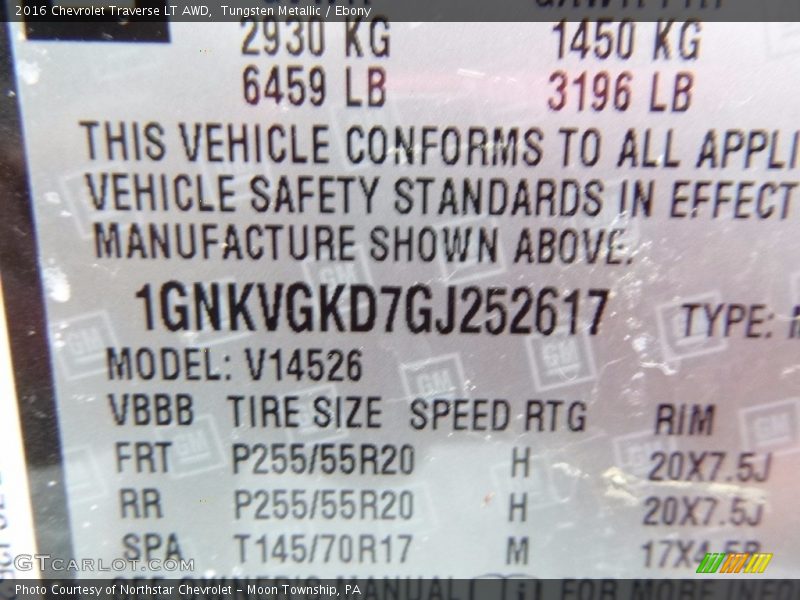 2016 Chevrolet Traverse LT AWD, Tungsten Metallic / Ebony
2930 KG 1450 KG
6459 LB 3196 LB
THIS VEHICLE CONFORMS TO ALL APPLI
VEHICLE SAFETY STANDARDS IN EFFECT
MANUFACTURE SHOWN ABOVE.
1GNKVGKD7GJ252617 TYPE:
MODEL: V14526
VBBB TIRE SIZE SPEED RTG RIM
FRT P255/55R20 H 20X7.5J
RR P255/55R20 H 20X7.5J
SPA T145/70R17 M 17X4.5B
GTCarLot.com
Photo Courtesy of Northstar Chevrolet - Moon Township, PA